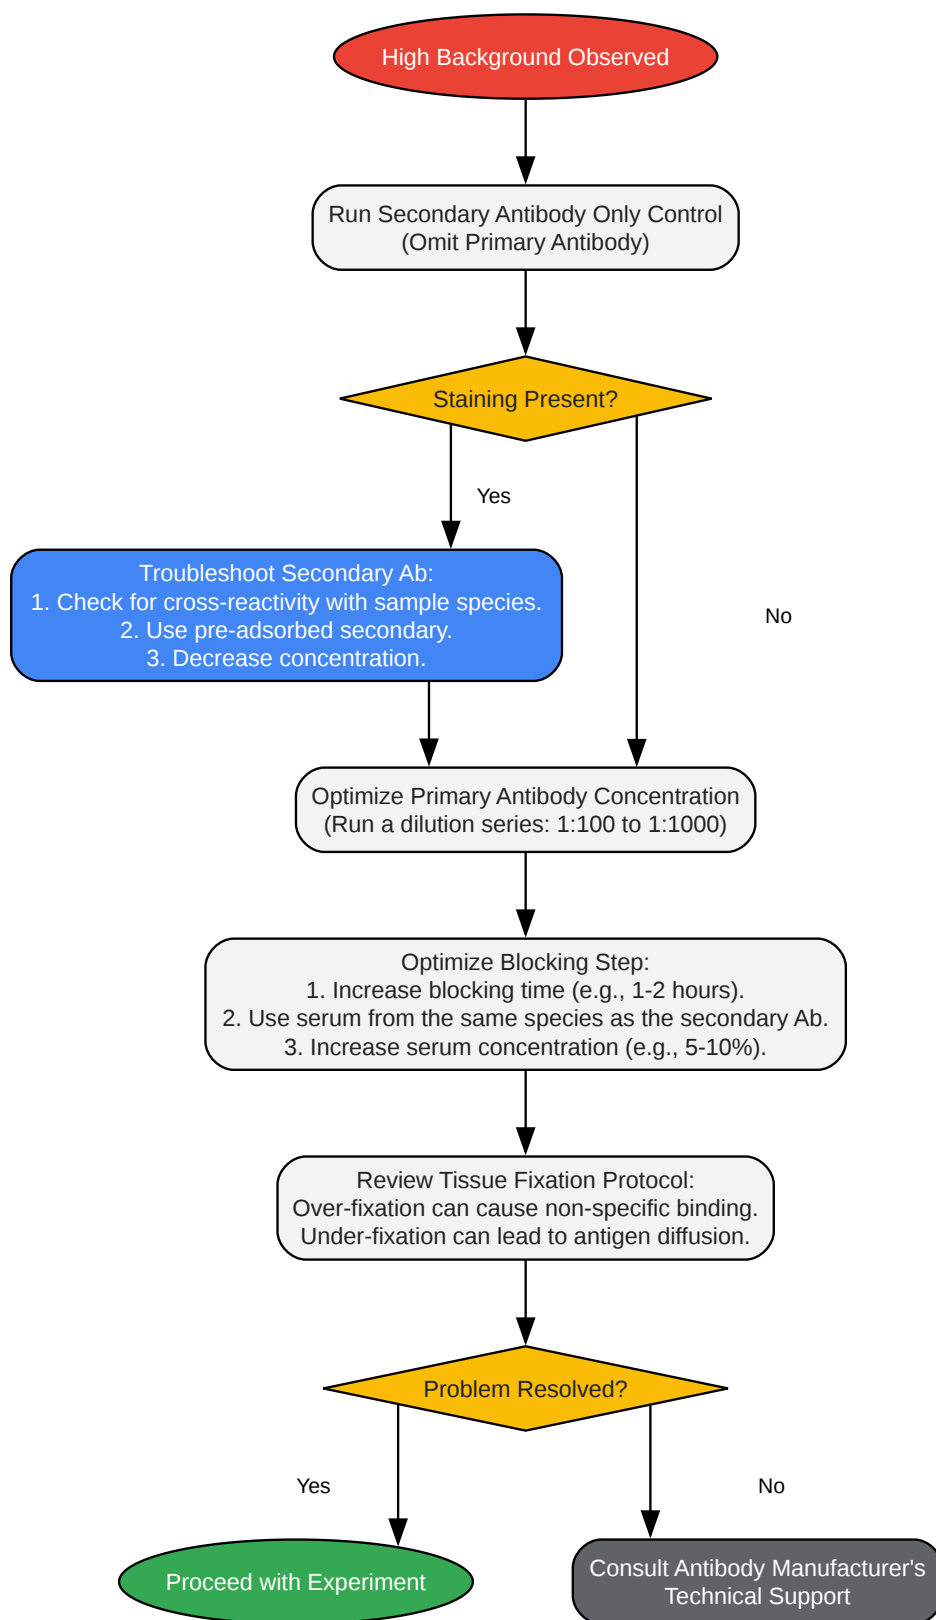 High Background Observed
Run Secondary Antibody Only Control
(Omit Primary Antibody)
Staining Present?
Yes
Troubleshoot Secondary Ab:
1. Check for cross-reactivity with sample species.
2. Use pre-adsorbed secondary.
3. Decrease concentration.
No
Optimize Primary Antibody Concentration
(Run a dilution series: 1:100 to 1:1000)
Optimize Blocking Step:
1. Increase blocking time (e.g., 1-2 hours).
2. Use serum from the same species as the secondary Ab.
3. Increase serum concentration (e.g., 5-10%).
Review Tissue Fixation Protocol:
Over-fixation can cause non-specific binding.
Under-fixation can lead to antigen diffusion.
Problem Resolved?
Yes
No
Proceed with Experiment
Consult Antibody Manufacturer's
Technical Support